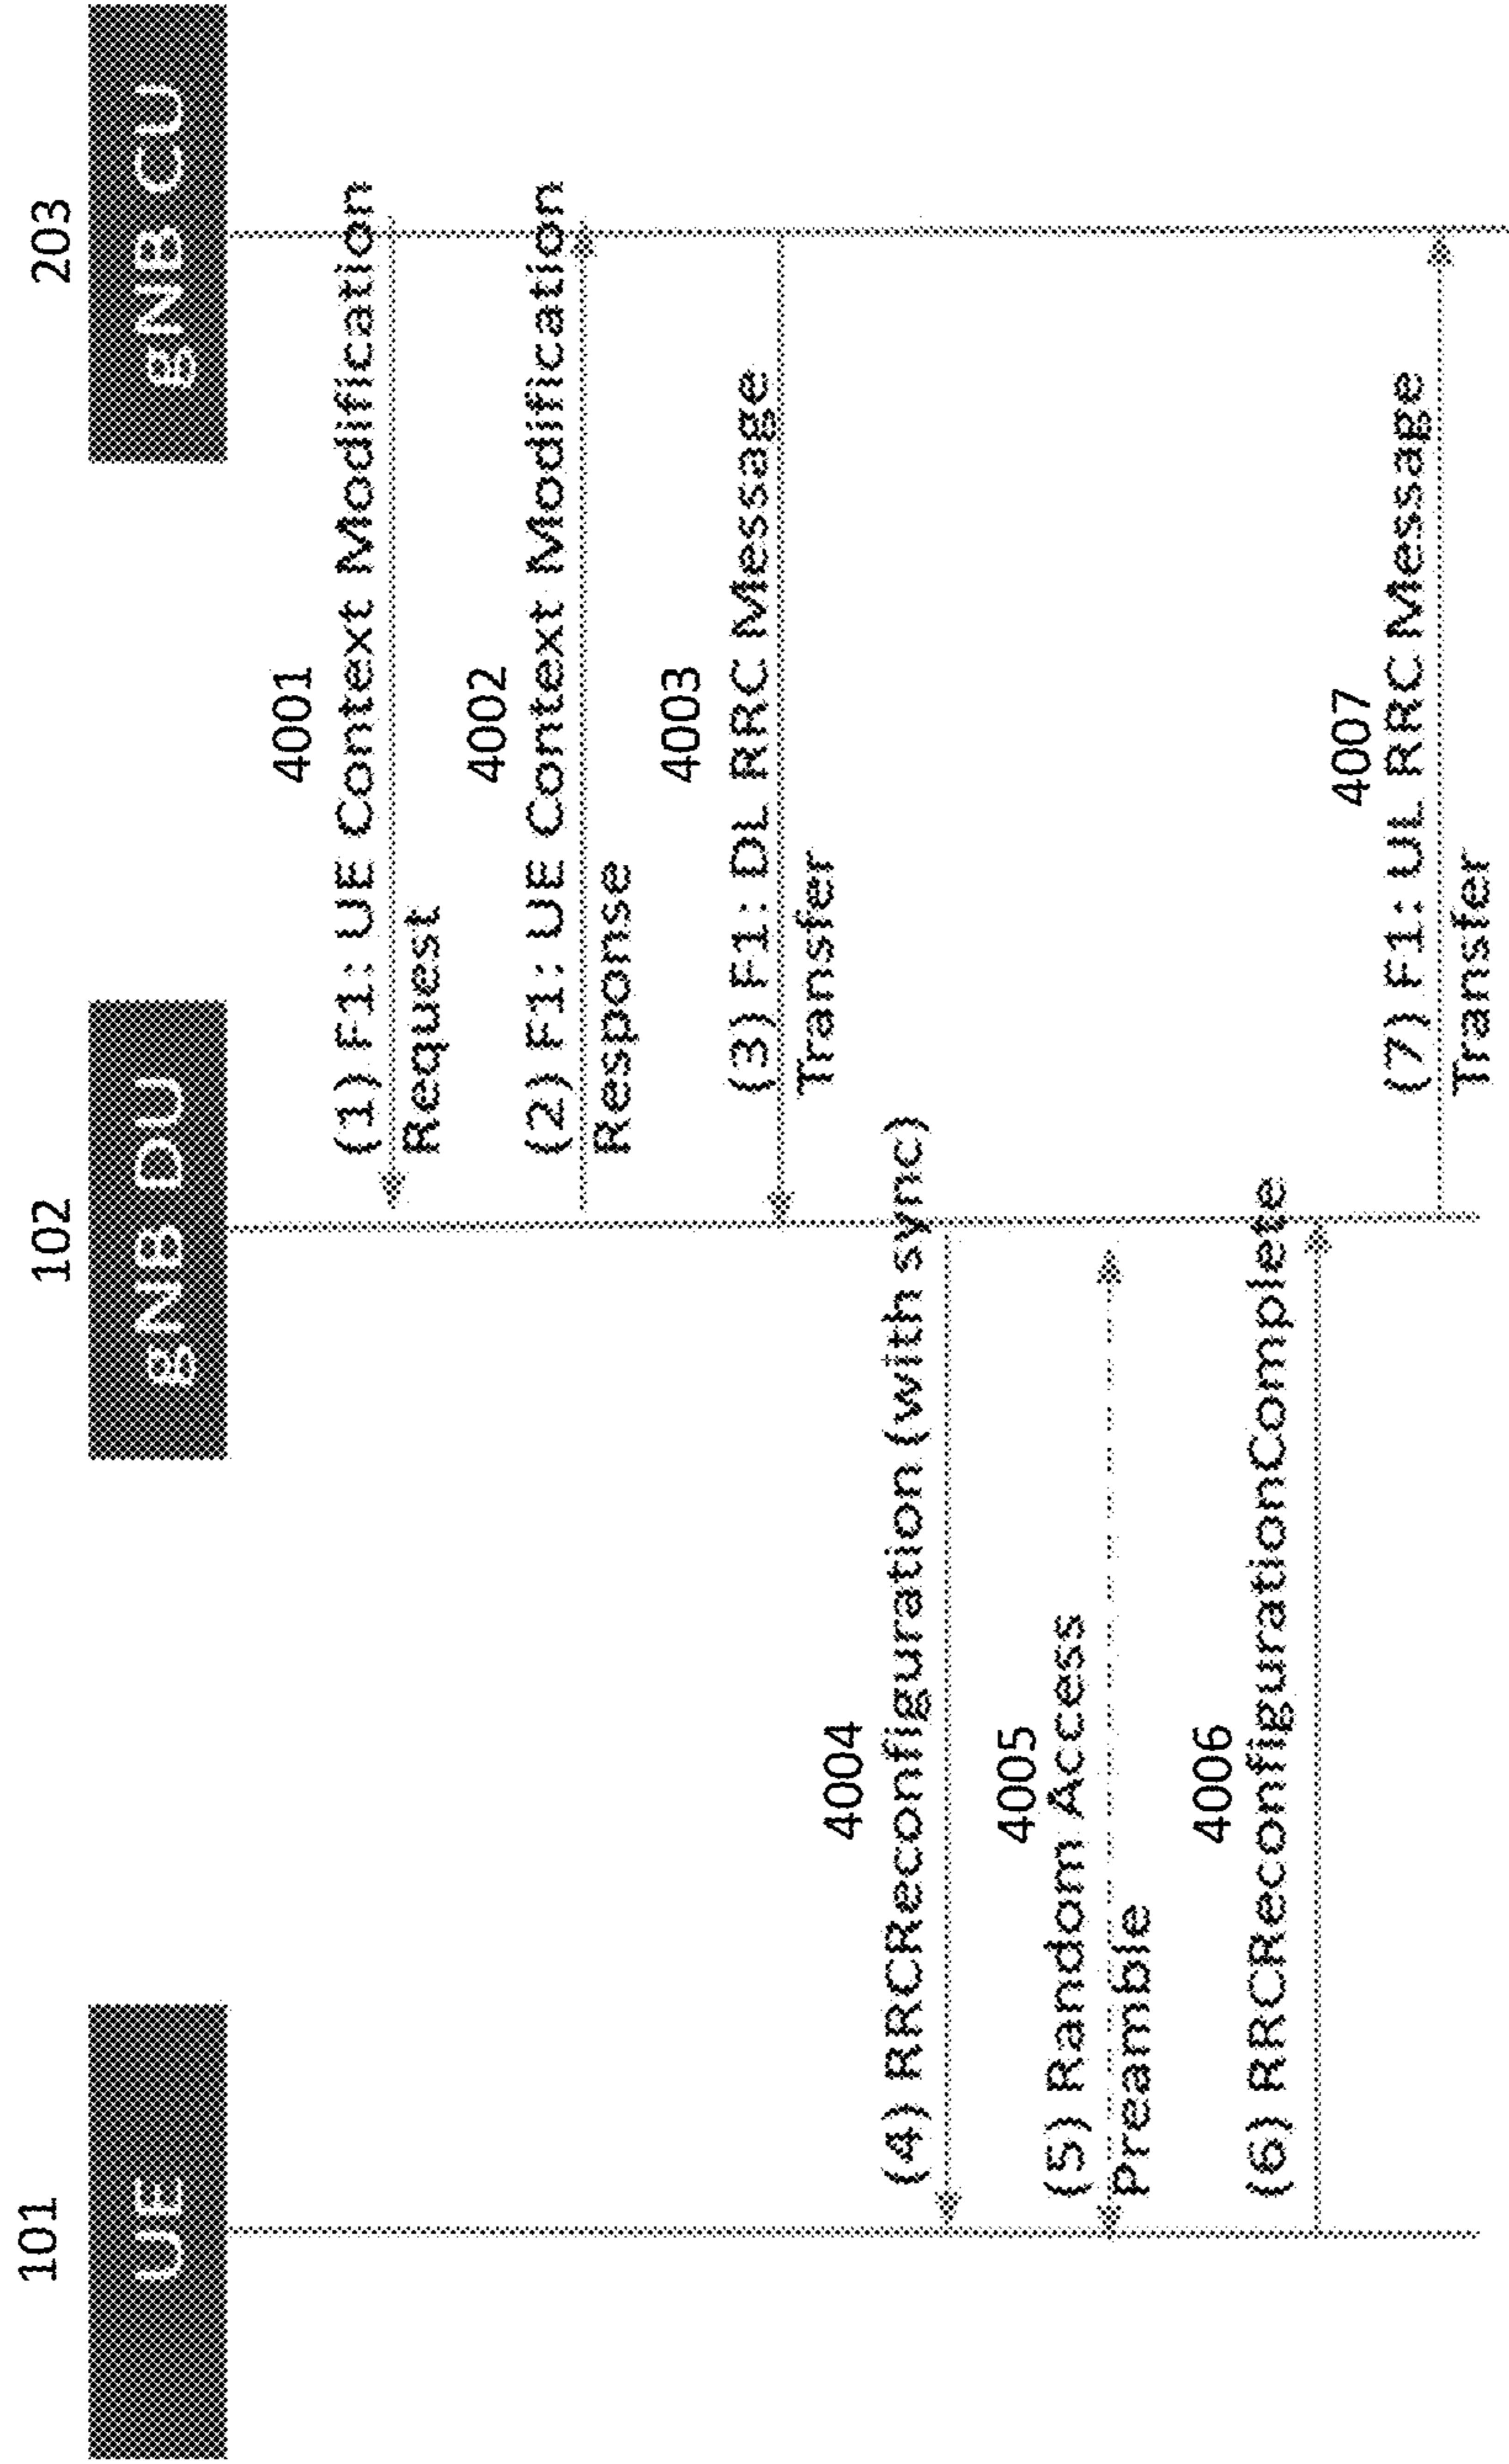 101
102
203
UE
gNB DU
gNB CU
4001
(1) F1: UE Context Modification
Request
4002
(2) F1: UE Context Modification
Response
4003
(3) F1: DL RRC Message
Transfer
4004
(4) RRCReconfiguration (with sync)
4005
(5) Random Access
Preamble
4006
(6) RRCReconfigurationComplete
4007
(7) F1: UL RRC Message
Transfer